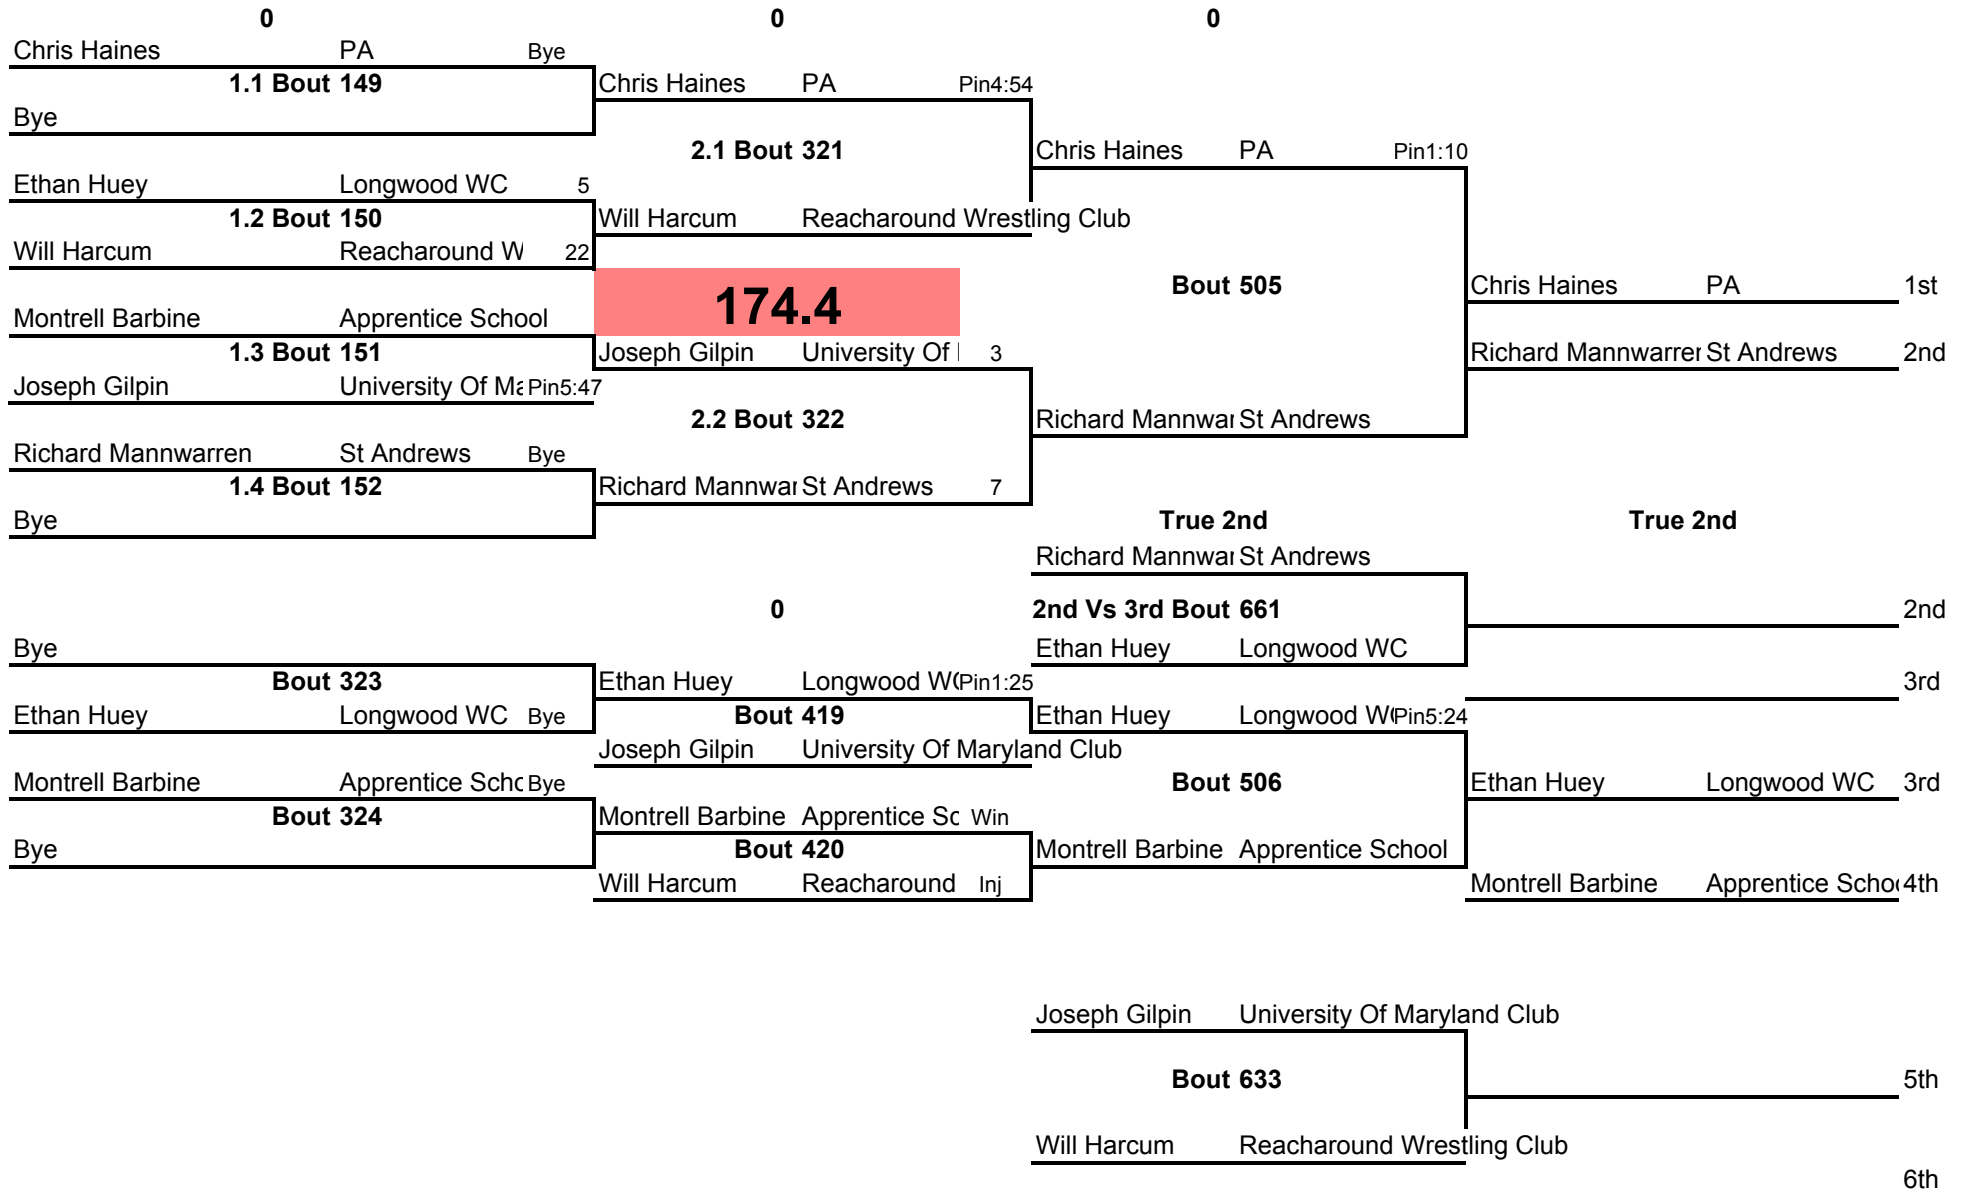 0 0 0
Chris Haines PA Bye
1.1 Bout 149 Chris Haines PA Pin4:54
Bye
2.1 Bout 321 Chris Haines PA Pin1:10
Ethan Huey Longwood WC 5
1.2 Bout 150 Will Harcum Reacharound Wrestling Club
Will Harcum Reacharound W 22
174.4 Bout 505 Chris Haines PA 1st
Montrell Barbine Apprentice School
1.3 Bout 151 Joseph Gilpin University Of 3 Richard Mannwarrer St Andrews 2nd
Joseph Gilpin University Of Ma Pin5:47
2.2 Bout 322 Richard Mannwar St Andrews
Richard Mannwarren St Andrews Bye
1.4 Bout 152 Richard Mannwar St Andrews 7
Bye True 2nd True 2nd
Richard Mannwar St Andrews
0 2nd Vs 3rd Bout 661 2nd
Bye Ethan Huey Longwood WC
Bout 323 Ethan Huey Longwood WC Pin1:25 3rd
Ethan Huey Longwood WC Bye Bout 419 Ethan Huey Longwood WC Pin5:24
Joseph Gilpin University Of Maryland Club
Montrell Barbine Apprentice Scho Bye Bout 506 Ethan Huey Longwood WC 3rd
Bout 324 Montrell Barbine Apprentice Sc Win
Bye Bout 420 Montrell Barbine Apprentice School
Will Harcum Reacharound Inj Montrell Barbine Apprentice Schoo 4th
Joseph Gilpin University Of Maryland Club
Bout 633 5th
Will Harcum Reacharound Wrestling Club
6th